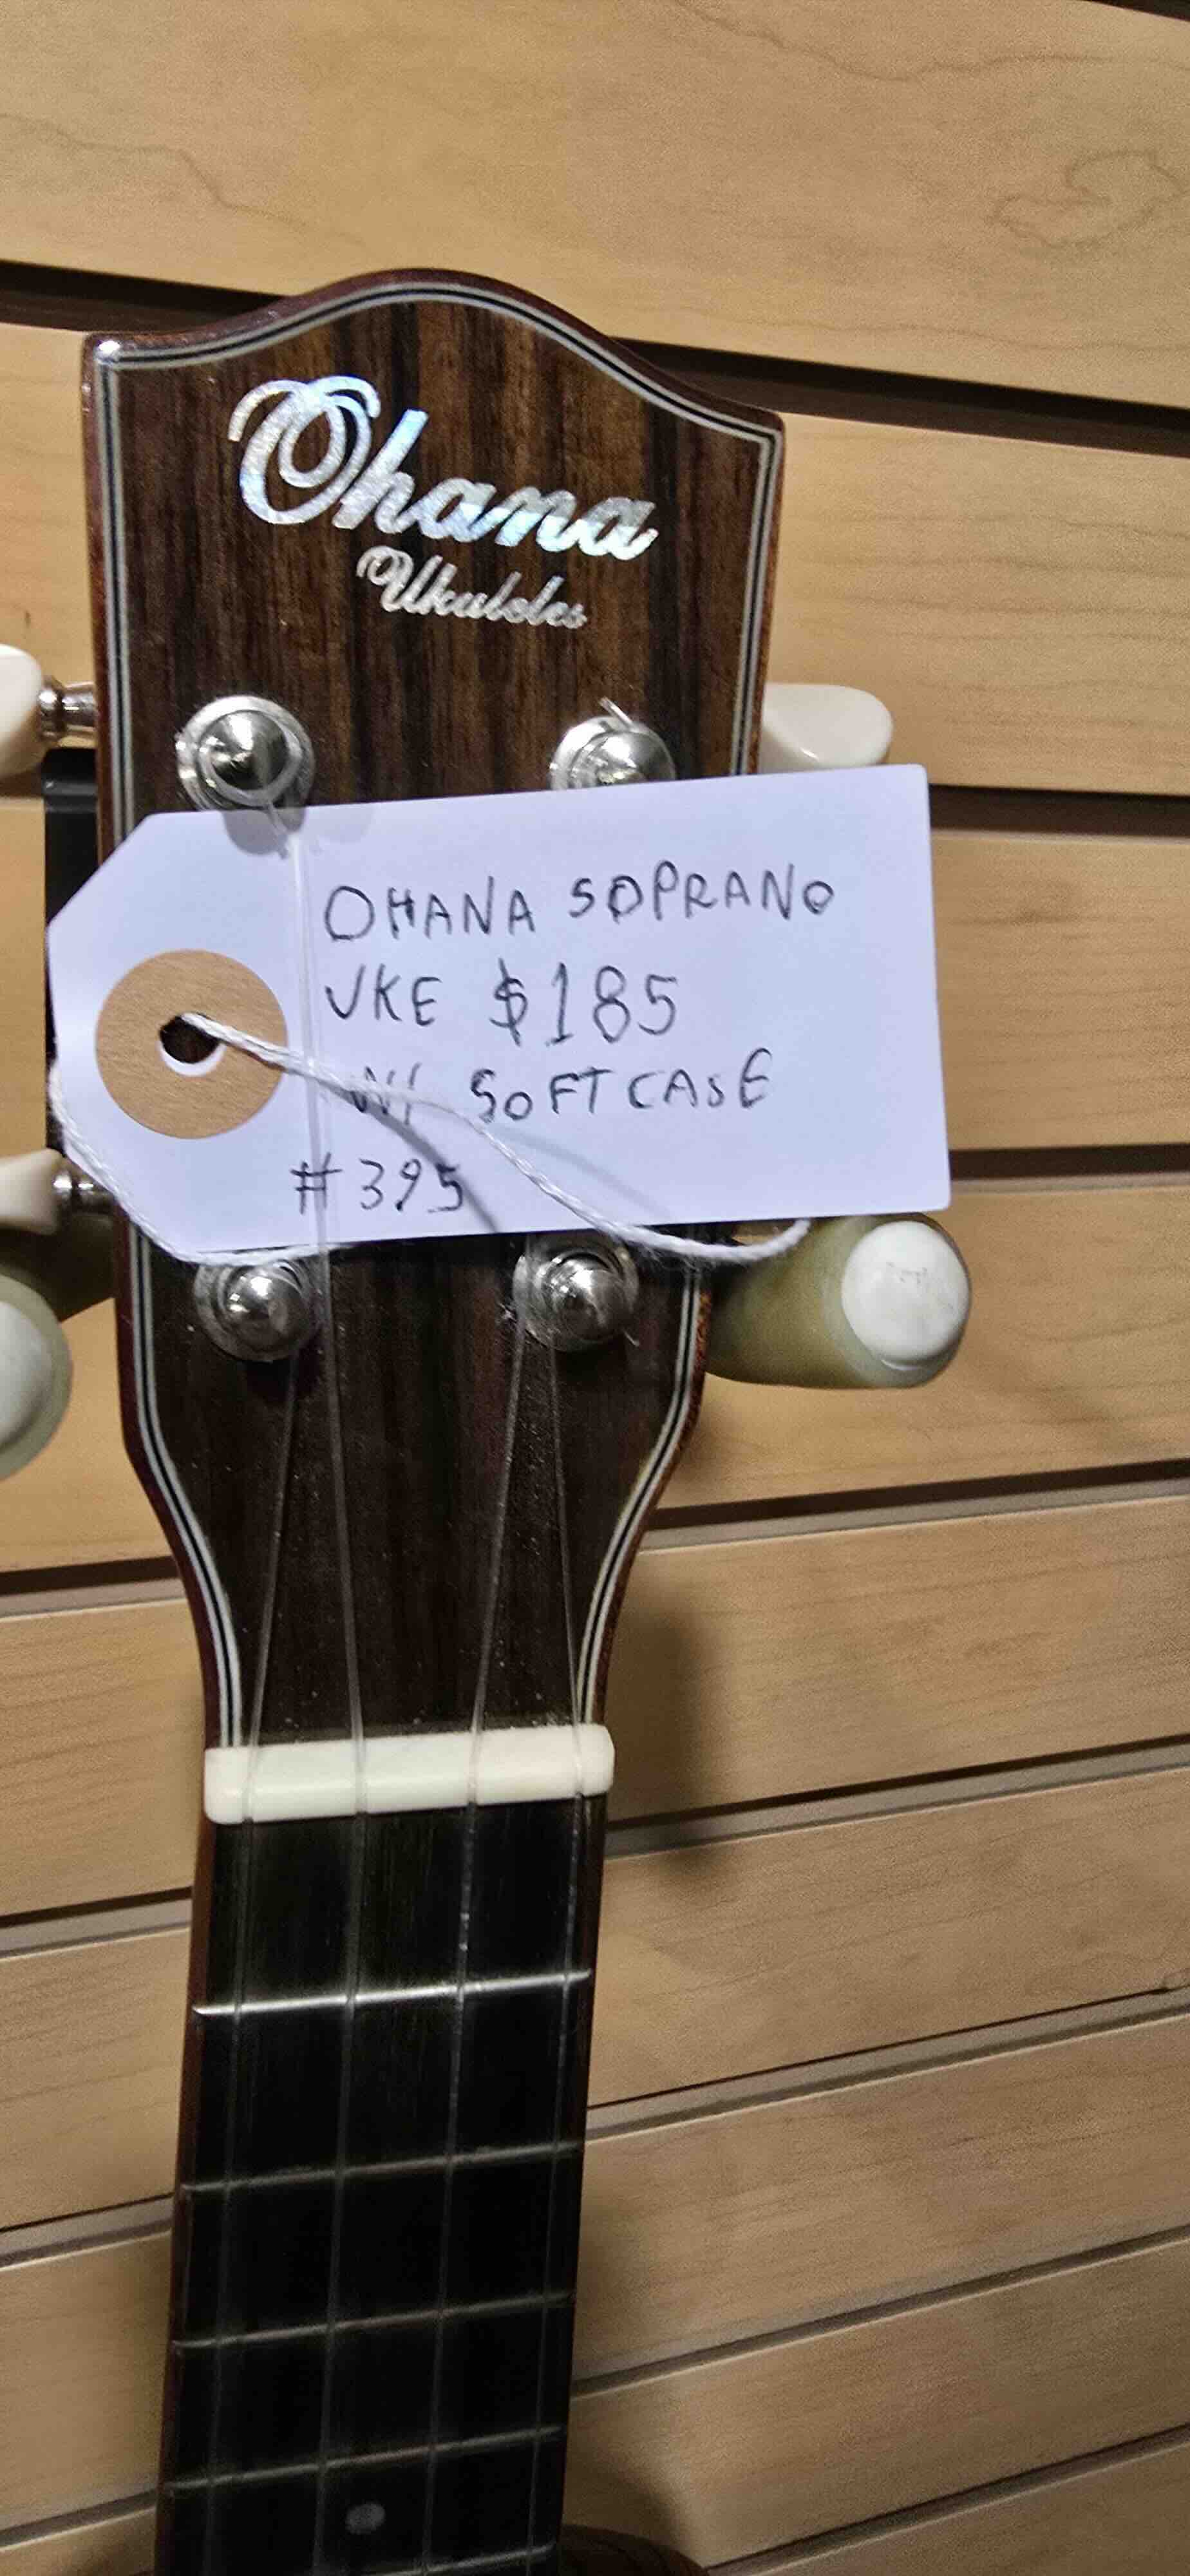 Ohana
Ukuleles
OHANA SOPRANO
UKE $185
W/ SOFT CASE
#395